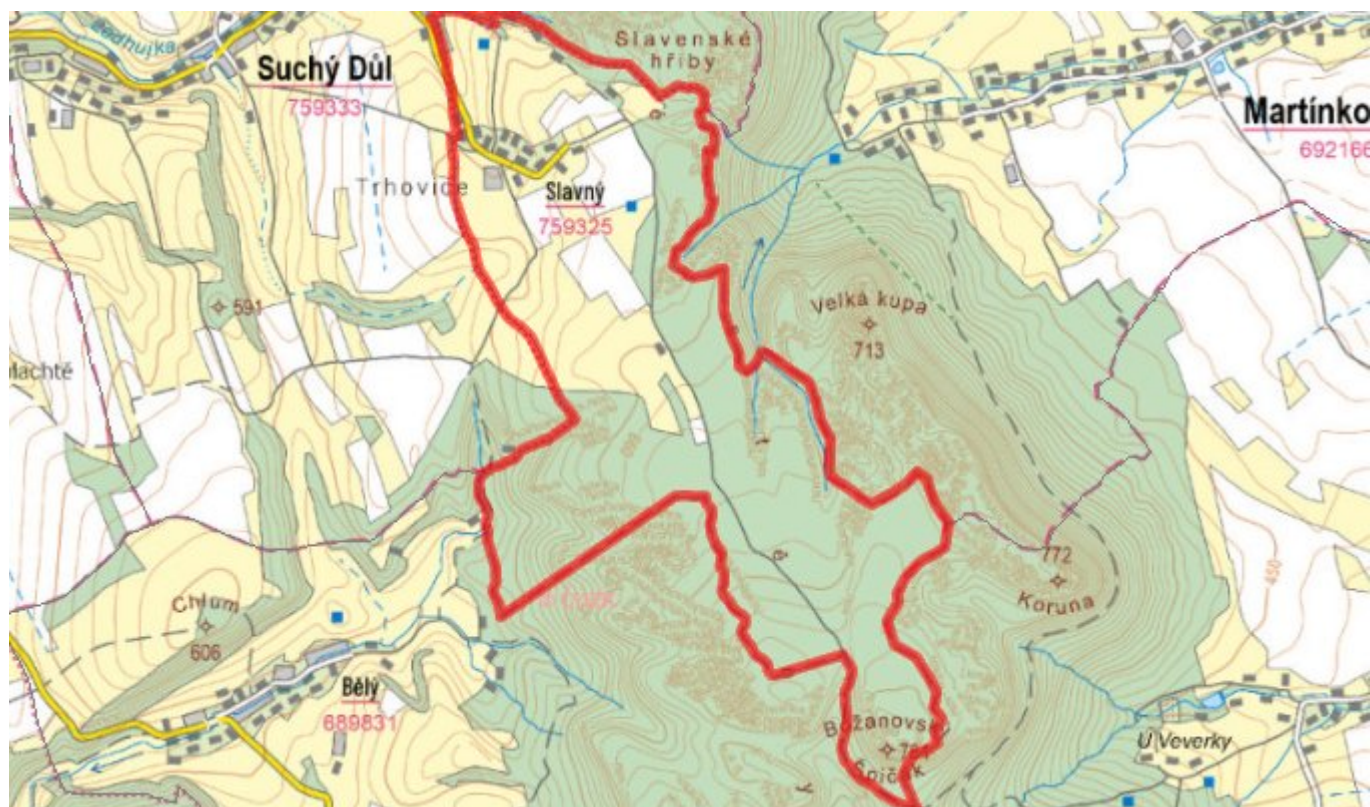 Slavenské
hřiby
Suchý Důl
759333
Martínko
692166
Trhovice
Slavný
759325
591
Velká kupa
713
lachtě
772
Koruna
450
Chlum
606
Bělý
689831
U Veverky
y